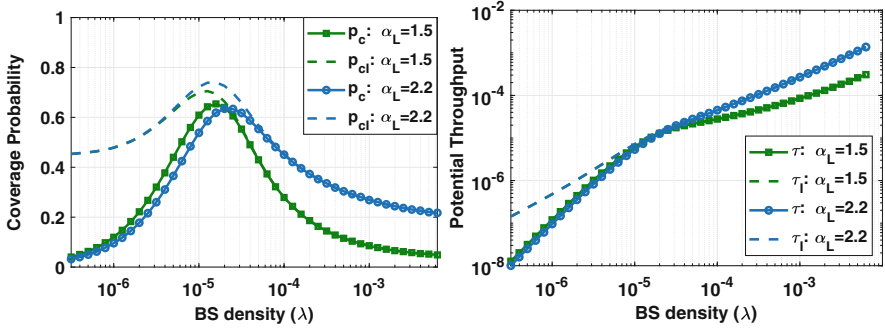 1
0.8
0.6
0.4
0.2
0
Coverage Probability
10^-6
10^-5
10^-4
10^-3
BS density (λ)
p_c: α_L=1.5
p_cl: α_L=1.5
p_c: α_L=2.2
p_cl: α_L=2.2
10^-2
10^-4
10^-6
10^-8
Potential Throughput
10^-6
10^-5
10^-4
10^-3
BS density (λ)
τ: α_L=1.5
τ_l: α_L=1.5
τ: α_L=2.2
τ_l: α_L=2.2